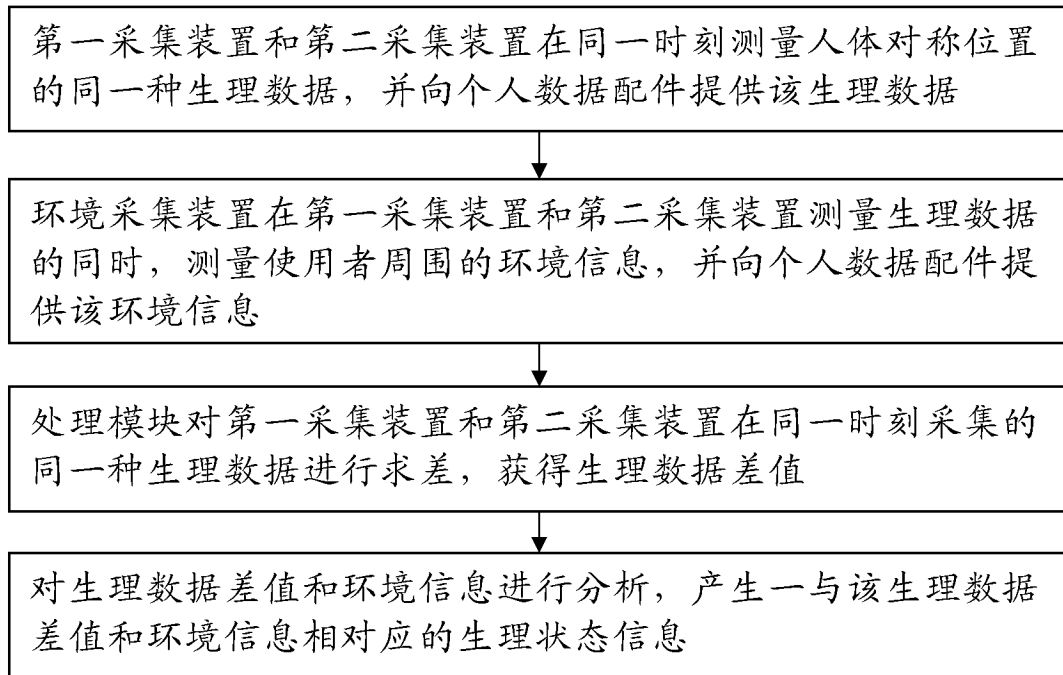 第一采集装置和第二采集装置在同一时刻测量人体对称位置
的同一种生理数据，并向个人数据配件提供该生理数据
环境采集装置在第一采集装置和第二采集装置测量生理数据
的同时，测量使用者周围的环境信息，并向个人数据配件提
供该环境信息
处理模块对第一采集装置和第二采集装置在同一时刻采集的
同一种生理数据进行求差，获得生理数据差值
对生理数据差值和环境信息进行分析，产生一与该生理数据
差值和环境信息相对应的生理状态信息